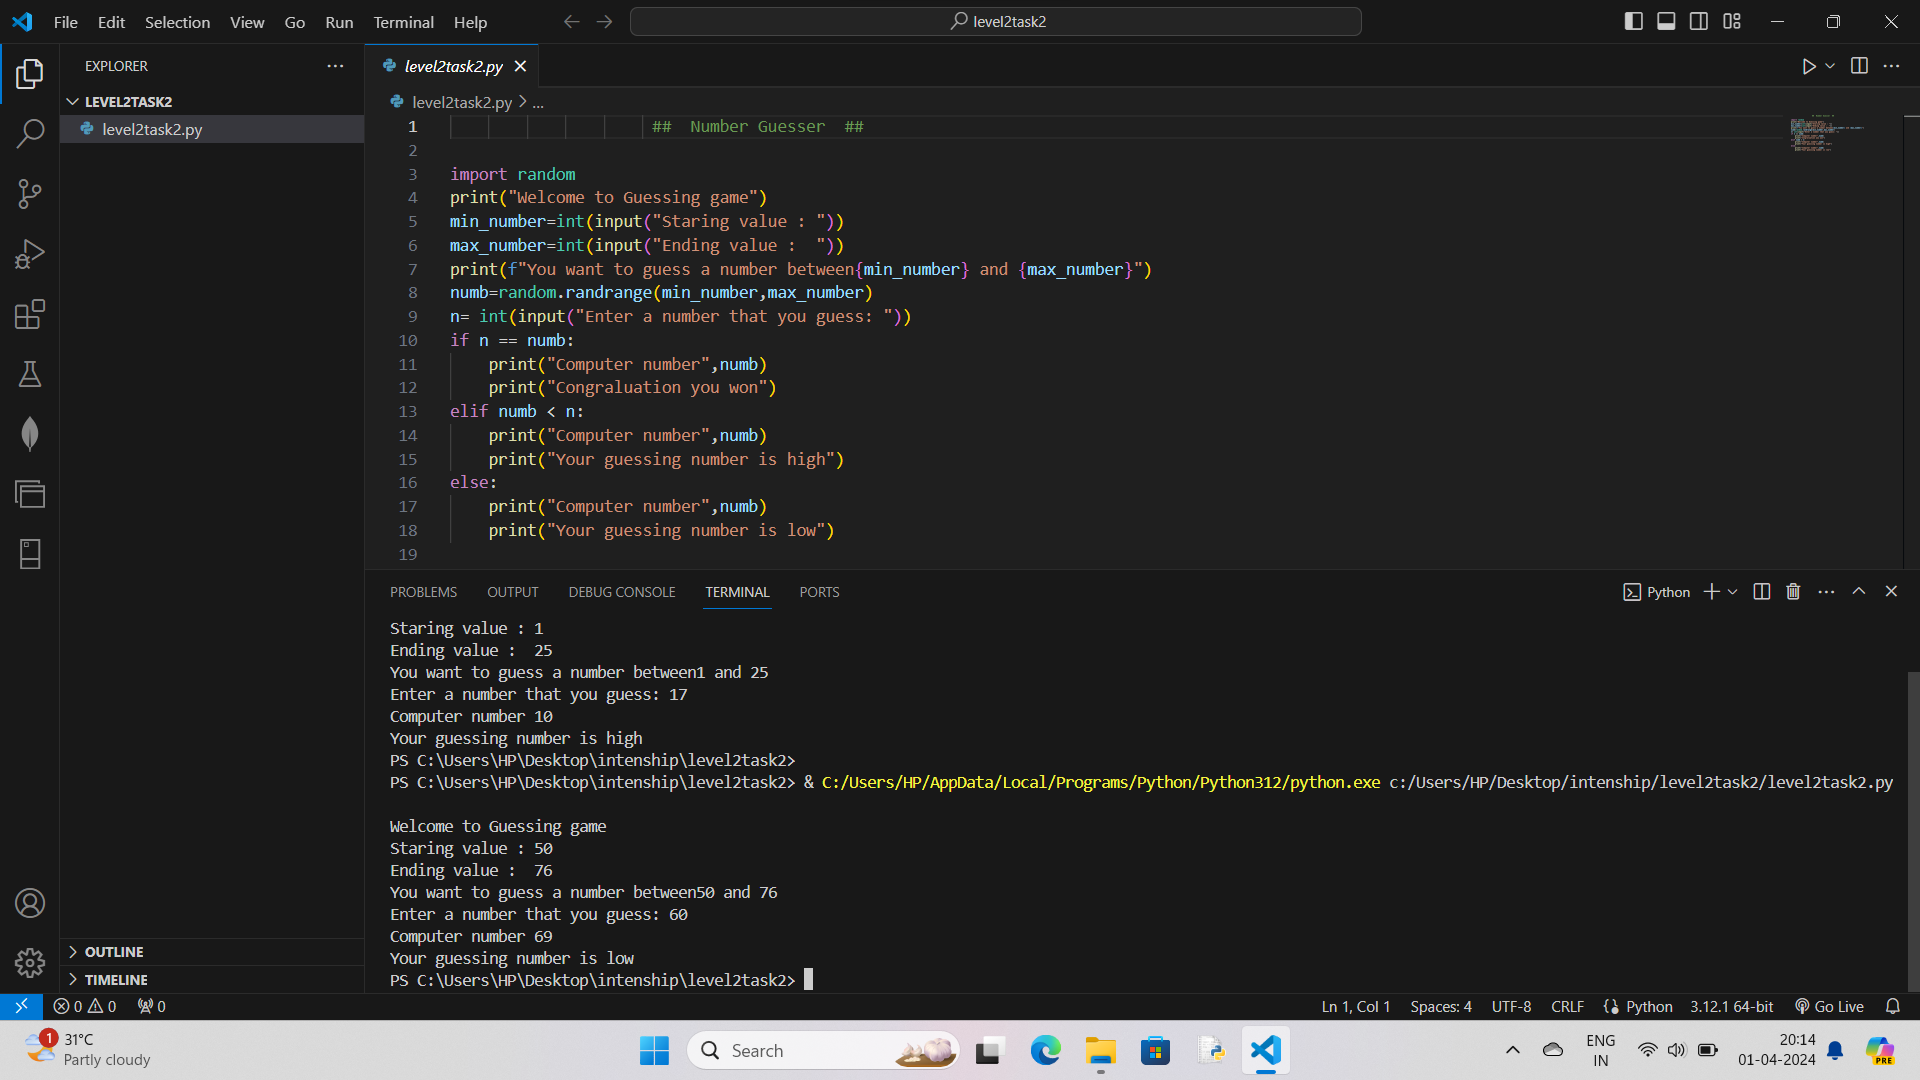 File Edit Selection View Go Run Terminal Help
level2task2
EXPLORER
LEVEL2TASK2
level2task2.py
OUTLINE
TIMELINE
level2task2.py
level2task2.py > ...
1 ## Number Guesser ##
2
3 import random
4 print("Welcome to Guessing game")
5 min_number=int(input("Staring value : "))
6 max_number=int(input("Ending value :  "))
7 print(f"You want to guess a number between{min_number} and {max_number}")
8 numb=random.randrange(min_number,max_number)
9 n= int(input("Enter a number that you guess: "))
10 if n == numb:
11     print("Computer number",numb)
12     print("Congraluation you won")
13 elif numb < n:
14     print("Computer number",numb)
15     print("Your guessing number is high")
16 else:
17     print("Computer number",numb)
18     print("Your guessing number is low")
19
PROBLEMS OUTPUT DEBUG CONSOLE TERMINAL PORTS
Python
Staring value : 1
Ending value :  25
You want to guess a number between1 and 25
Enter a number that you guess: 17
Computer number 10
Your guessing number is high
PS C:\Users\HP\Desktop\intenship\level2task2>
PS C:\Users\HP\Desktop\intenship\level2task2> & C:/Users/HP/AppData/Local/Programs/Python/Python312/python.exe c:/Users/HP/Desktop/intenship/level2task2/level2task2.py
Welcome to Guessing game
Staring value : 50
Ending value :  76
You want to guess a number between50 and 76
Enter a number that you guess: 60
Computer number 69
Your guessing number is low
PS C:\Users\HP\Desktop\intenship\level2task2>
0 0 0
Ln 1, Col 1 Spaces: 4 UTF-8 CRLF Python 3.12.1 64-bit Go Live
1
31°C
Partly cloudy
Search
ENG
IN
20:14
01-04-2024
PRE